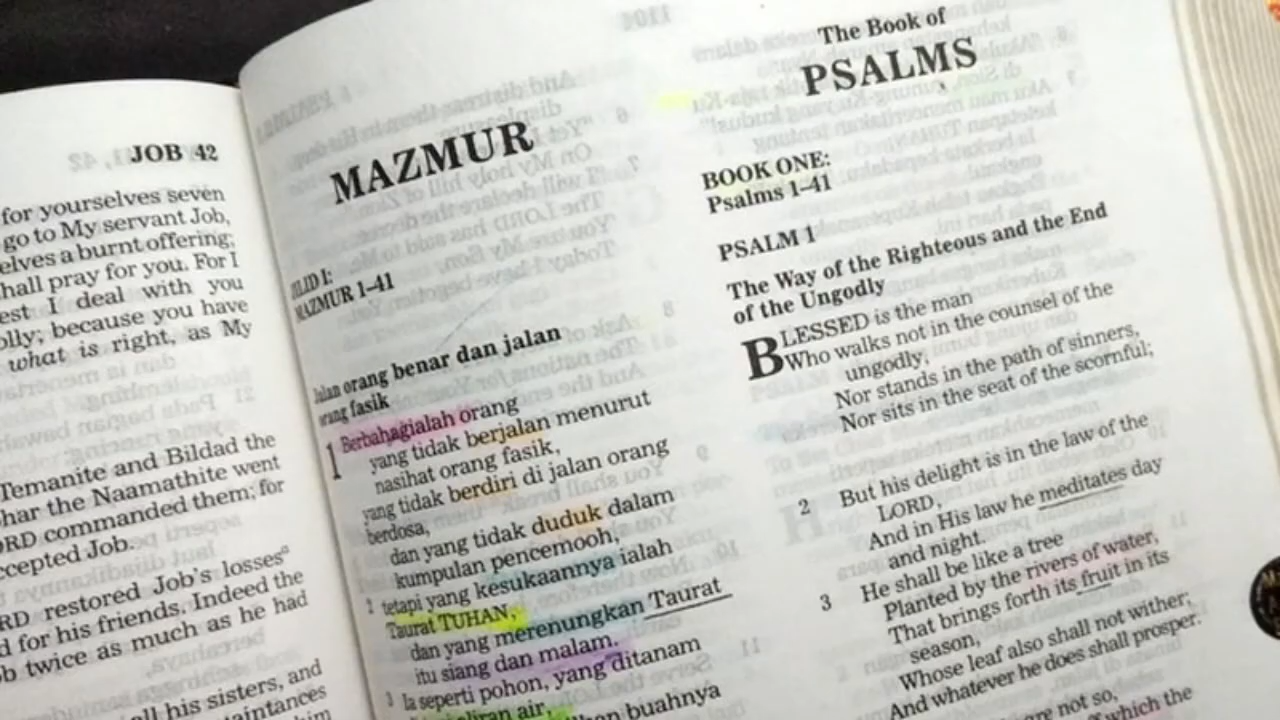 JOB 42
for yourselves seven
go to My servant Job,
elves a burnt offering;
hall pray for you. For I
est I deal with you
olly; because you have
what is right, as My
Temanite and Bildad the
har the Naamathite went
ORD commanded them; for
ccepted Job.
RD restored Job's losses
d for his friends. Indeed the
b twice as much as he had
all his sisters, and
aintances
MAZMUR
JILID I:
MAZMUR 1–41
Jalan orang benar dan jalan
orang fasik
1 Berbahagialah orang
yang tidak berjalan menurut
nasihat orang fasik,
yang tidak berdiri di jalan orang
berdosa,
dan yang tidak duduk dalam
kumpulan pencemooh,
2 tetapi yang kesukaannya ialah
Taurat TUHAN,
dan yang merenungkan Taurat
itu siang dan malam.
3 Ia seperti pohon, yang ditanam
aliran air,
buahnya
The Book of
PSALMS
BOOK ONE:
Psalms 1–41
PSALM 1
The Way of the Righteous and the End
of the Ungodly
BLESSED is the man
Who walks not in the counsel of the
ungodly,
Nor stands in the path of sinners,
Nor sits in the seat of the scornful;
2 But his delight is in the law of the
LORD,
And in His law he meditates day
and night.
3 He shall be like a tree
Planted by the rivers of water,
That brings forth its fruit in its
season,
Whose leaf also shall not wither;
And whatever he does shall prosper.
are not so,
which the